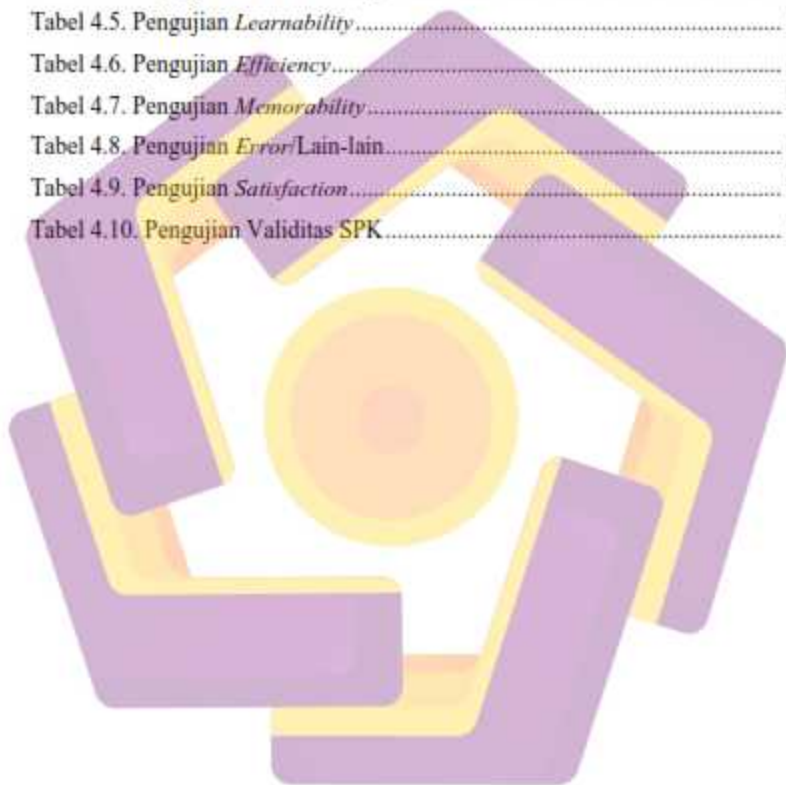 Tabel 4.5. Pengujian Learnability
Tabel 4.6. Pengujian Efficiency
Tabel 4.7. Pengujian Memorability
Tabel 4.8. Pengujian Error/Lain-lain
Tabel 4.9. Pengujian Satisfaction
Tabel 4.10. Pengujian Validitas SPK